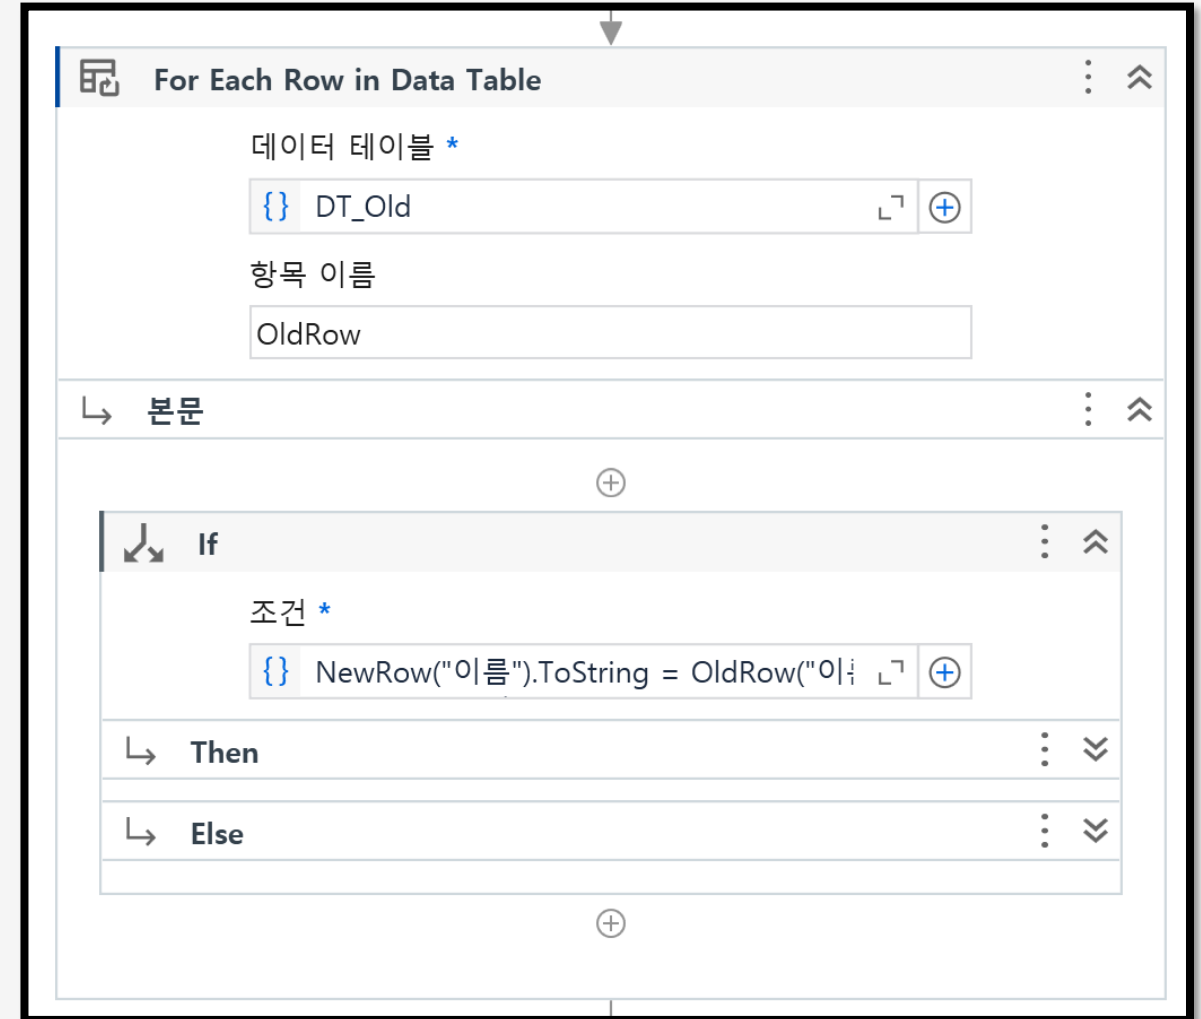 For Each Row in Data Table
데이터 테이블 *
{} DT_Old
항목 이름
OldRow
본문
If
조건 *
{} NewRow("이름").ToString = OldRow("이
Then
Else